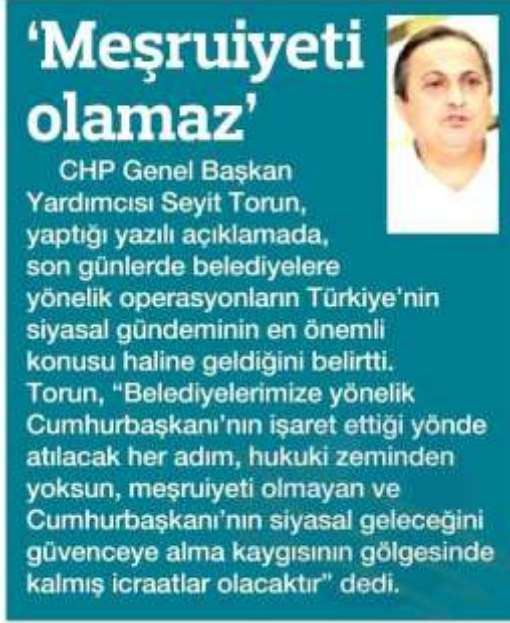 ‘Meşruiyeti
olamaz’
CHP Genel Başkan
Yardımcısı Seyit Torun,
yaptığı yazılı açıklamada,
son günlerde belediyelere
yönelik operasyonların Türkiye’nin
siyasal gündeminin en önemli
konusu haline geldiğini belirtti.
Torun, “Belediyelerimize yönelik
Cumhurbaşkanı’nın işaret ettiği yönde
atılacak her adım, hukuki zeminden
yoksun, meşruiyeti olmayan ve
Cumhurbaşkanı’nın siyasal geleceğini
güvenceye alma kaygısının gölgesinde
kalmış icraatlar olacaktır” dedi.